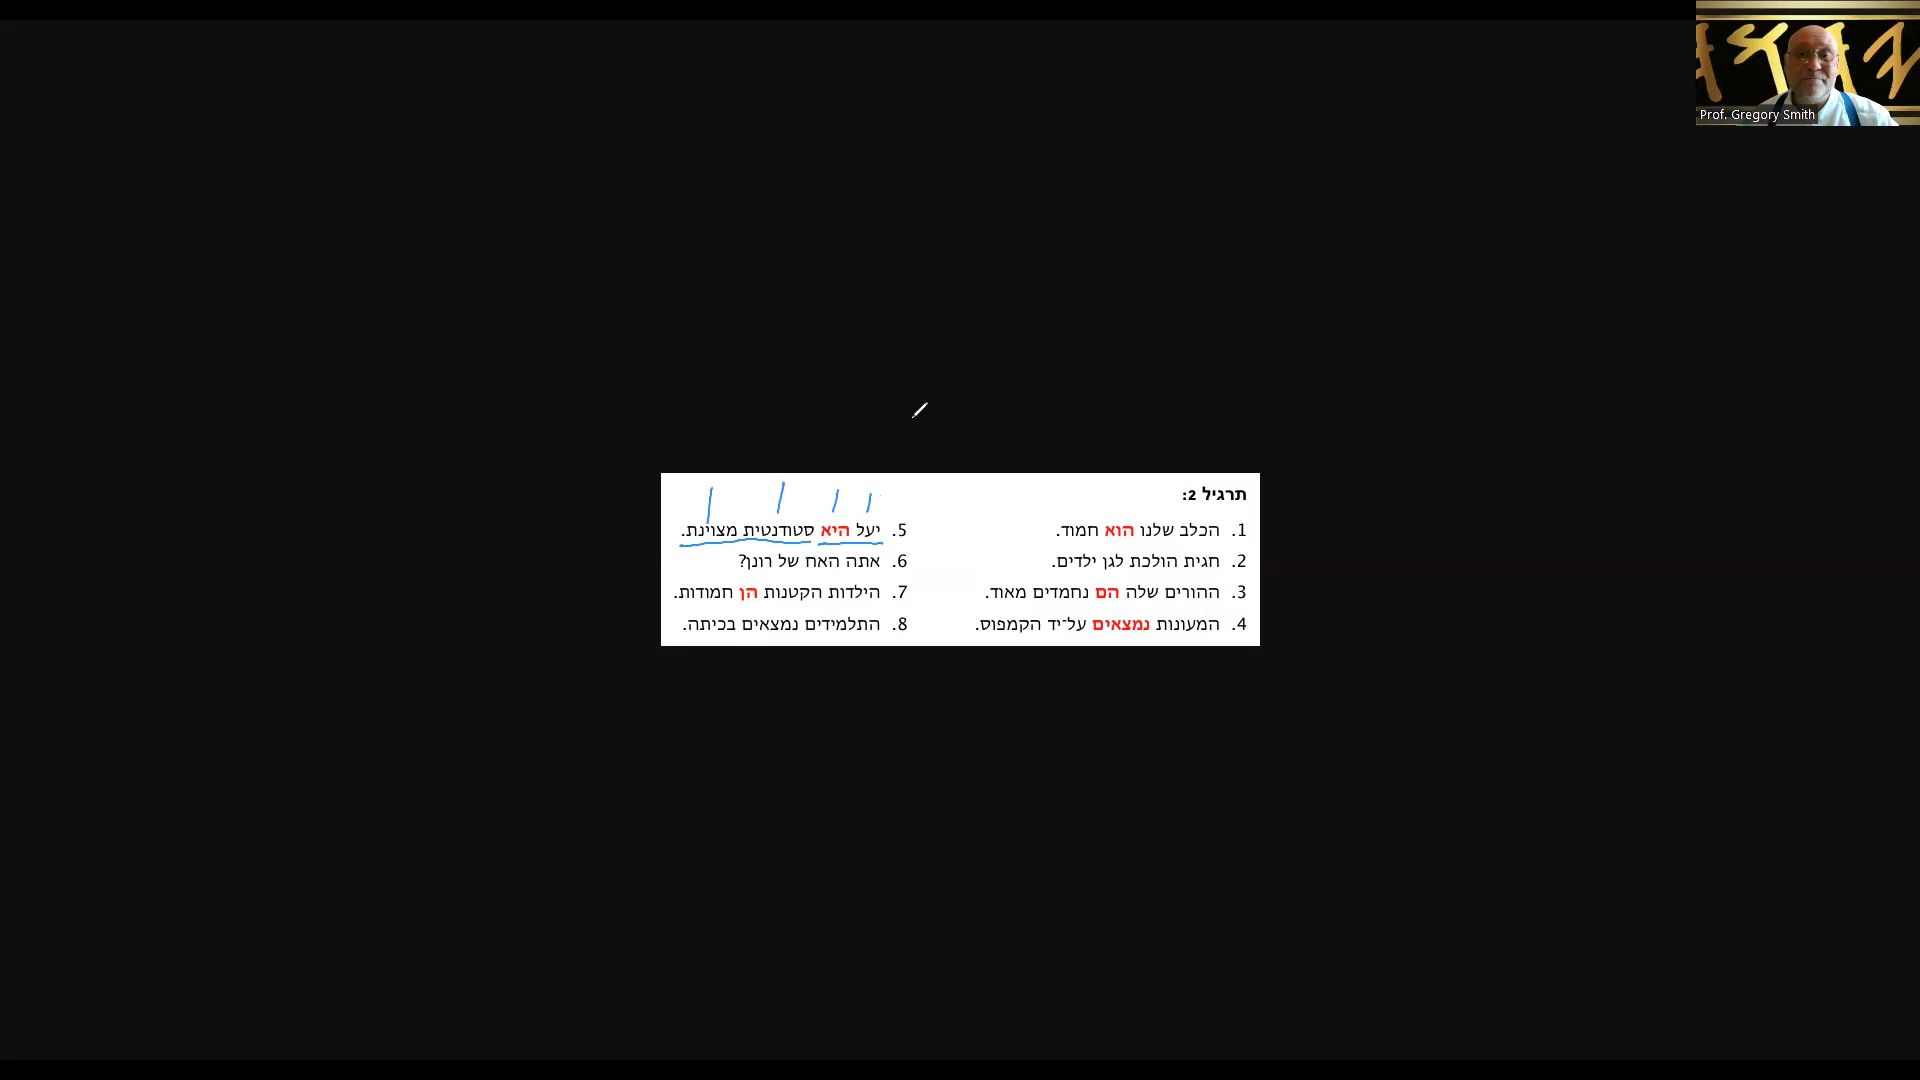 Prof. Gregory Smith
תרגיל 2:
1. הכלב שלנו הוא חמוד.
2. חגית הולכת לגן ילדים.
3. ההורים שלה הם נחמדים מאוד.
4. המעונות נמצאים על־יד הקמפוס.
5. יעל היא סטודנטית מצוינת.
6. אתה האח של רונן?
7. הילדות הקטנות הן חמודות.
8. התלמידים נמצאים בכיתה.